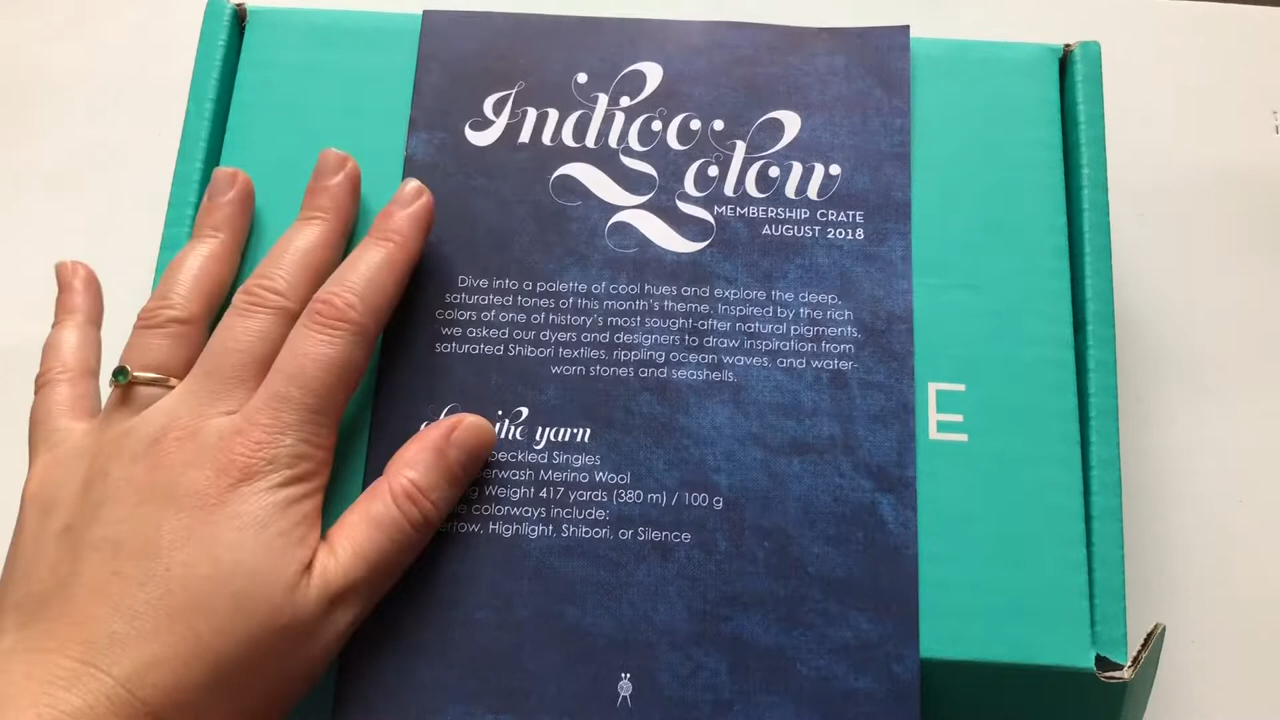 Indigo
glow
MEMBERSHIP CRATE
AUGUST 2018
Dive into a palette of cool hues and explore the deep,
saturated tones of this month's theme. Inspired by the rich
colors of one of history's most sought-after natural pigments,
we asked our dyers and designers to draw inspiration from
saturated Shibori textiles, rippling ocean waves, and water-
worn stones and seashells.
yarn
Singles
Merino Wool
Weight 417 yards (380 m) / 100 g
colorways include:
Highlight, Shibori, or Silence
E